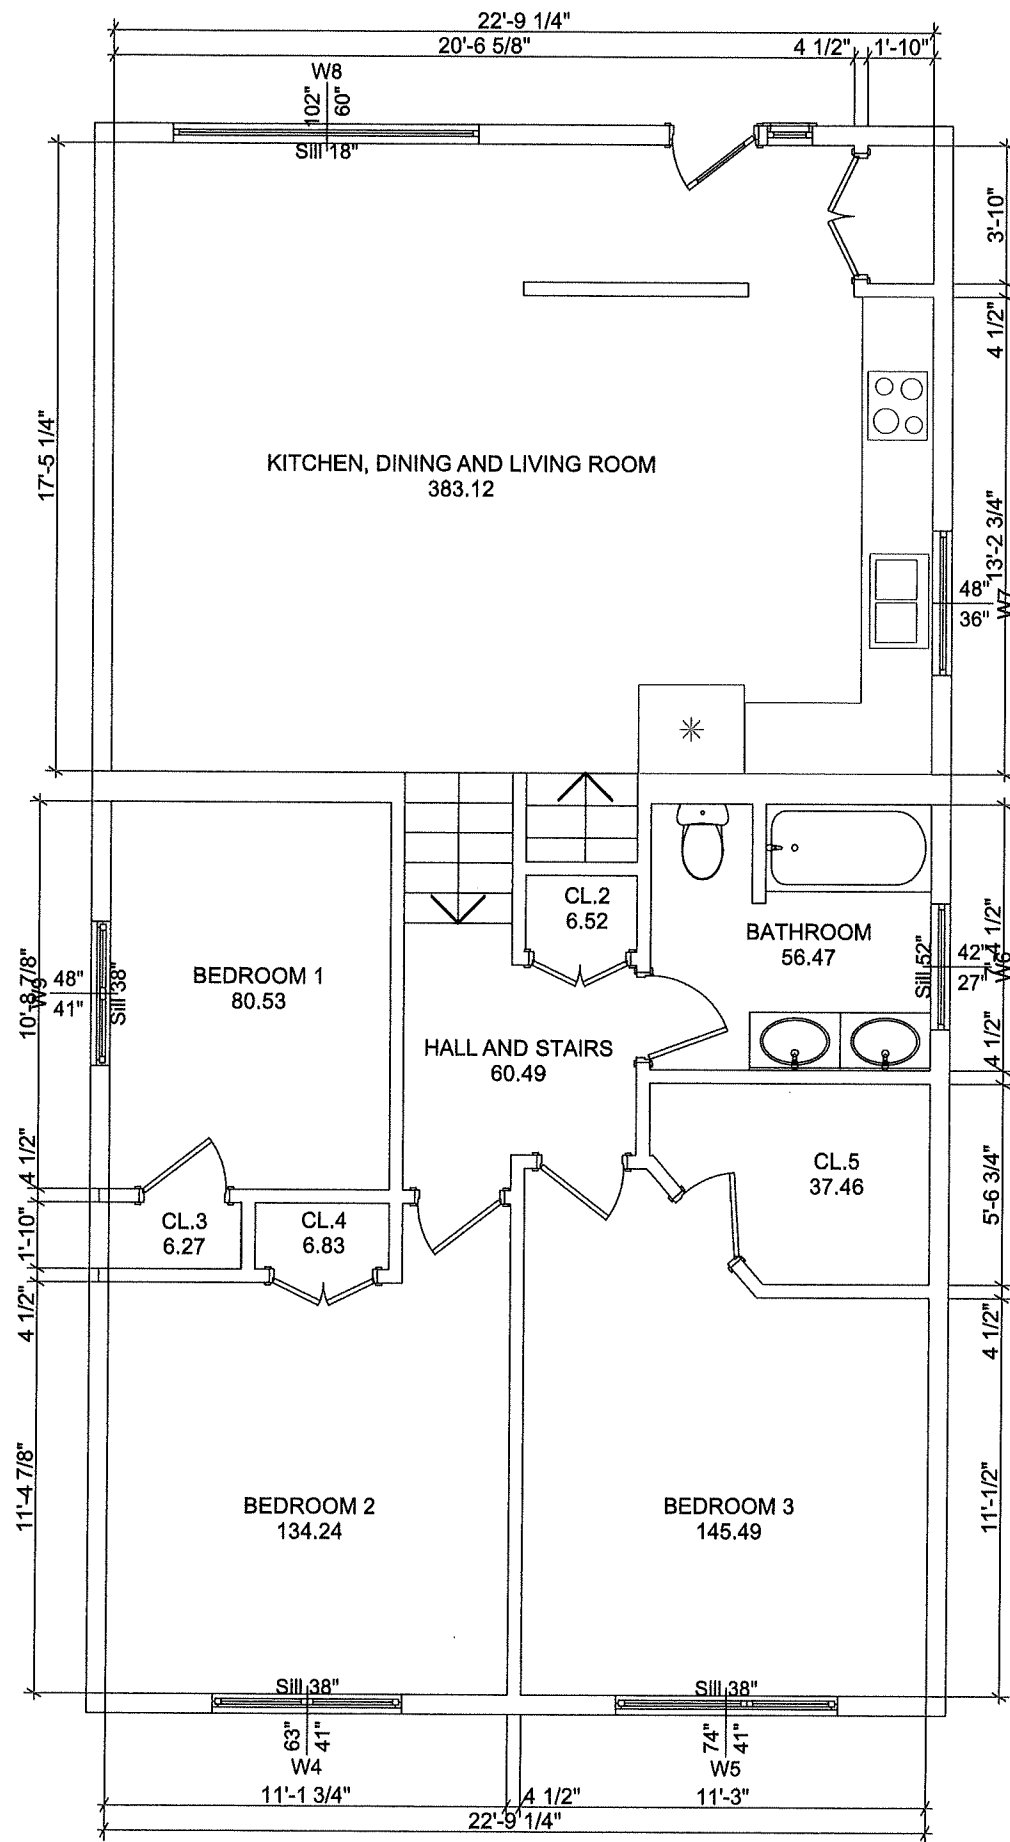 22'-9 1/4"
20'-6 5/8"
4 1/2"
1'-10"
W8
102"
60"
Sill 18"
3'-10"
4 1/2"
17'-5 1/4"
KITCHEN, DINING AND LIVING ROOM
383.12
13'-2 3/4"
48"
36"
W7
CL.2
6.52
BATHROOM
56.47
BEDROOM 1
80.53
10'-8 7/8"
W9
48"
41"
Sill 38"
Sill 52"
42"
27"
W6
7'-4 1/2"
4 1/2"
HALL AND STAIRS
60.49
4 1/2"
CL.5
37.46
5'-6 3/4"
CL.3
6.27
CL.4
6.83
1'-10"
4 1/2"
4 1/2"
11'-4 7/8"
BEDROOM 2
134.24
BEDROOM 3
145.49
11'-1/2"
Sill 38"
Sill 38"
63"
41"
W4
74"
41"
W5
11'-1 3/4"
4 1/2"
11'-3"
22'-9 1/4"